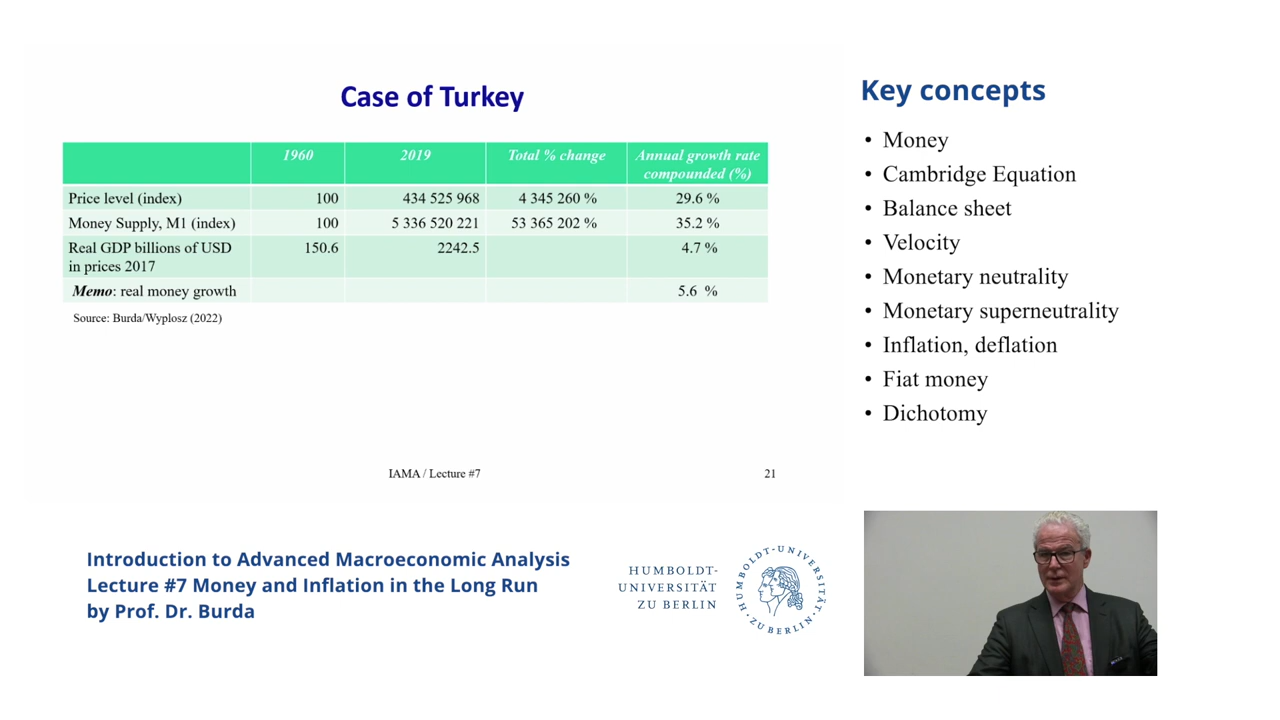 Case of Turkey
1960 2019 Total % change Annual growth rate compounded (%)
Price level (index) 100 434 525 968 4 345 260 % 29.6 %
Money Supply, M1 (index) 100 5 336 520 221 53 365 202 % 35.2 %
Real GDP billions of USD in prices 2017 150.6 2242.5 4.7 %
Memo: real money growth 5.6 %
Source: Burda/Wyplosz (2022)
IAMA / Lecture #7 21
Key concepts
• Money
• Cambridge Equation
• Balance sheet
• Velocity
• Monetary neutrality
• Monetary superneutrality
• Inflation, deflation
• Fiat money
• Dichotomy
Introduction to Advanced Macroeconomic Analysis
Lecture #7 Money and Inflation in the Long Run
by Prof. Dr. Burda
HUMBOLDT-
UNIVERSITÄT
ZU BERLIN
HUMBOLDT-UNIVERSITÄT
ZU BERLIN